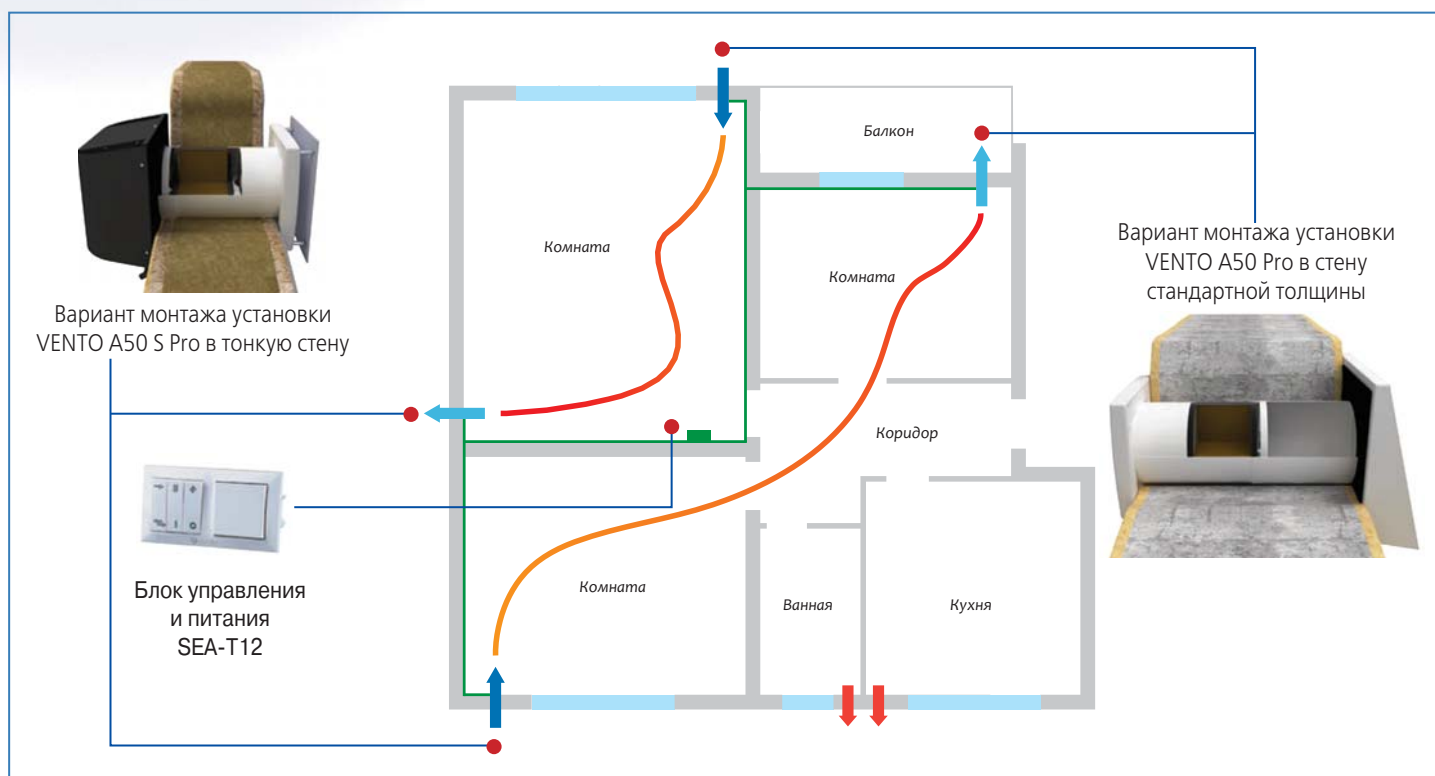 Балкон
Комната
Комната
Вариант монтажа установки
VENTO A50 Pro в стену
стандартной толщины
Вариант монтажа установки
VENTO A50 S Pro в тонкую стену
Коридор
Блок управления
и питания
SEA-T12
Комната
Ванная
Кухня